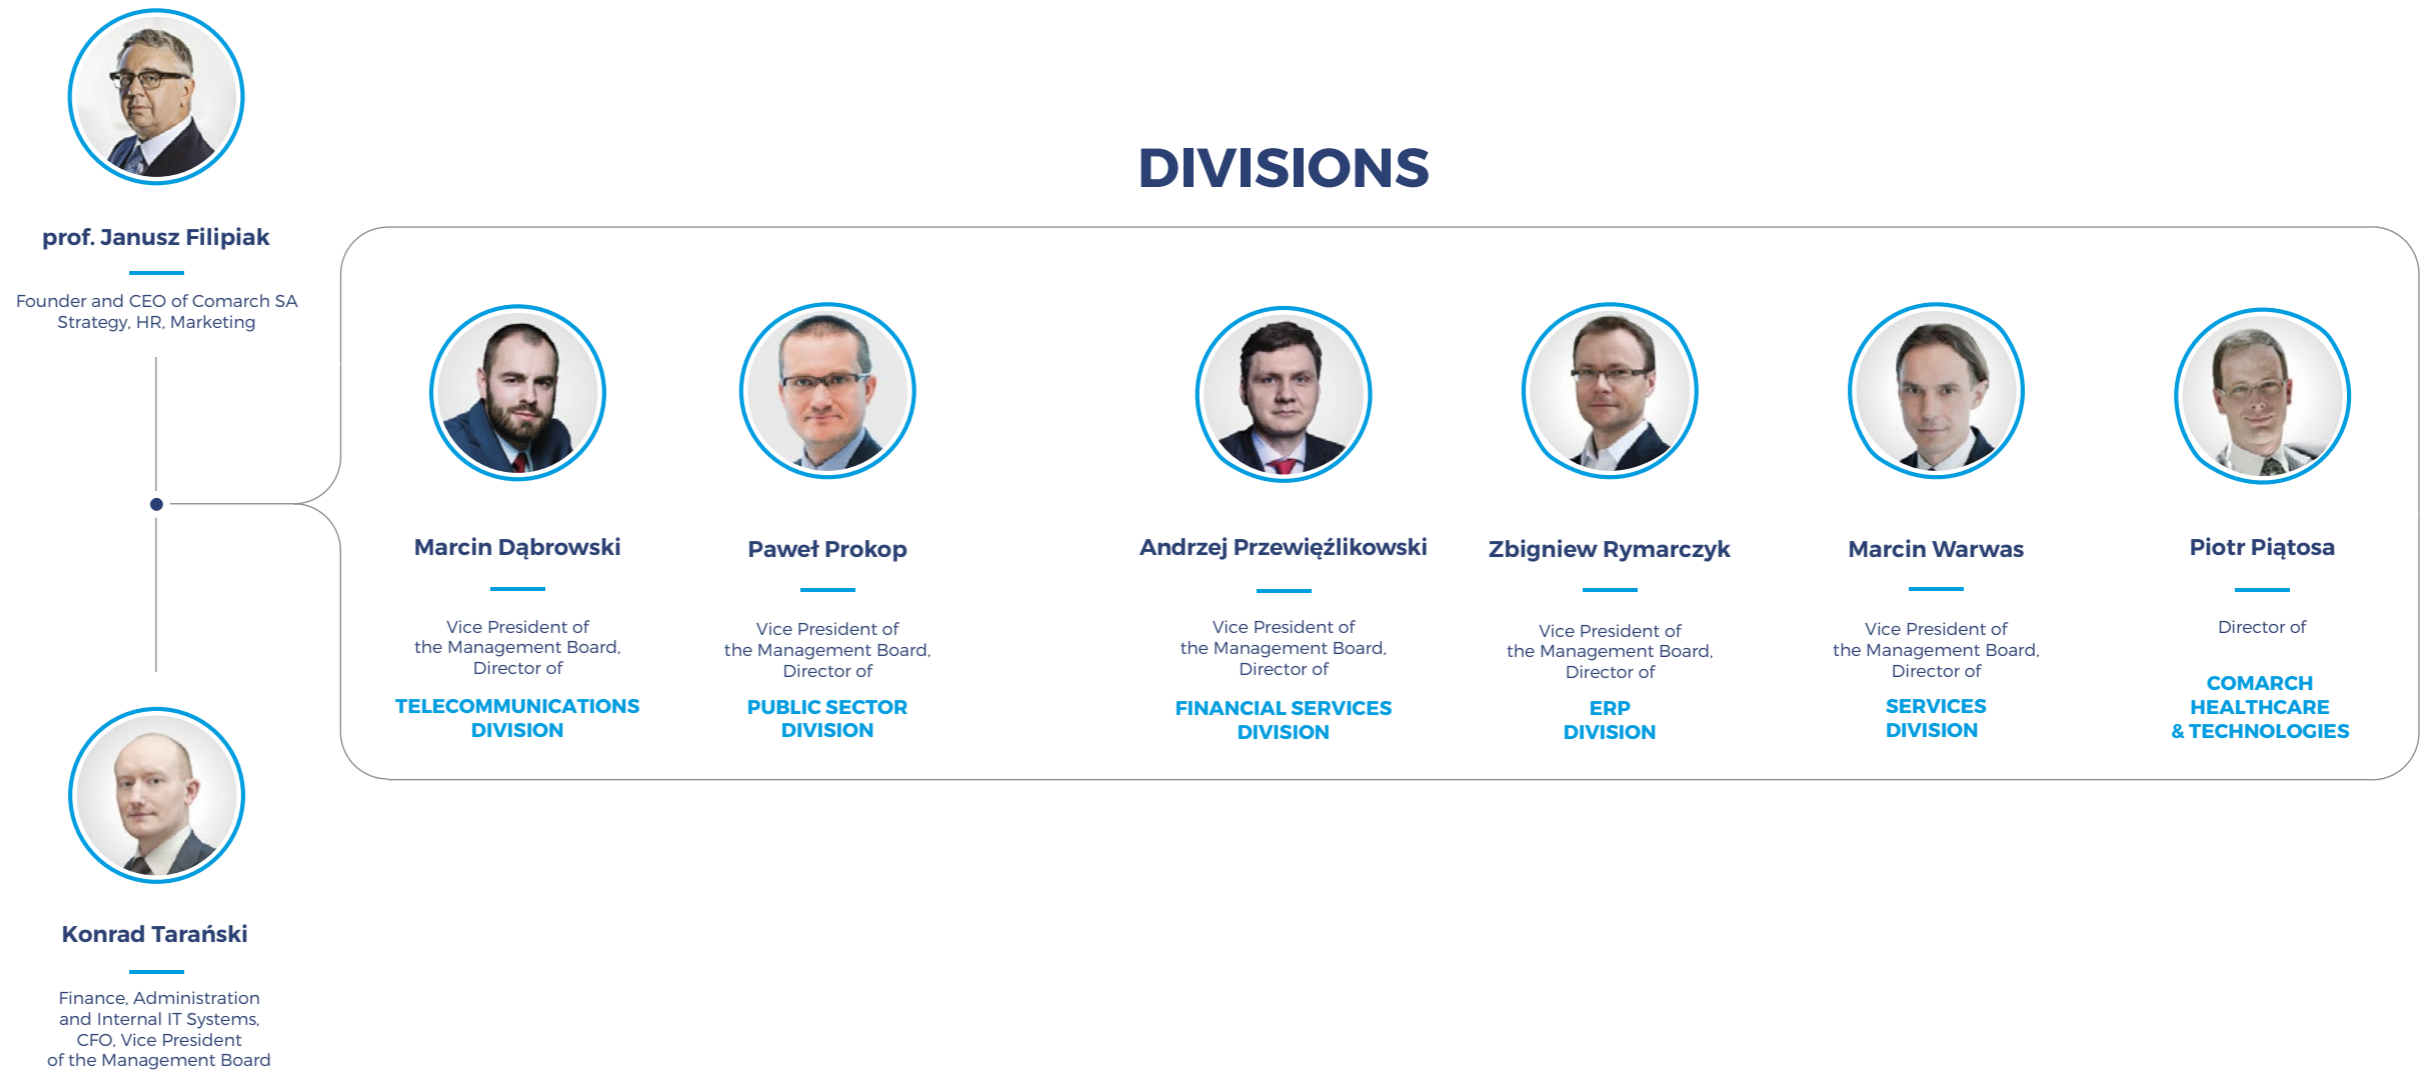 prof. Janusz Filipiak
Founder and CEO of Comarch SA
Strategy, HR, Marketing
DIVISIONS
Marcin Dąbrowski
Vice President of
the Management Board,
Director of
TELECOMMUNICATIONS
DIVISION
Paweł Prokop
Vice President of
the Management Board,
Director of
PUBLIC SECTOR
DIVISION
Andrzej Przewięźlikowski
Vice President of
the Management Board,
Director of
FINANCIAL SERVICES
DIVISION
Zbigniew Rymarczyk
Vice President of
the Management Board,
Director of
ERP
DIVISION
Marcin Warwas
Vice President of
the Management Board,
Director of
SERVICES
DIVISION
Piotr Piątosa
Director of
COMARCH
HEALTHCARE
& TECHNOLOGIES
Konrad Tarański
Finance, Administration
and Internal IT Systems,
CFO, Vice President
of the Management Board